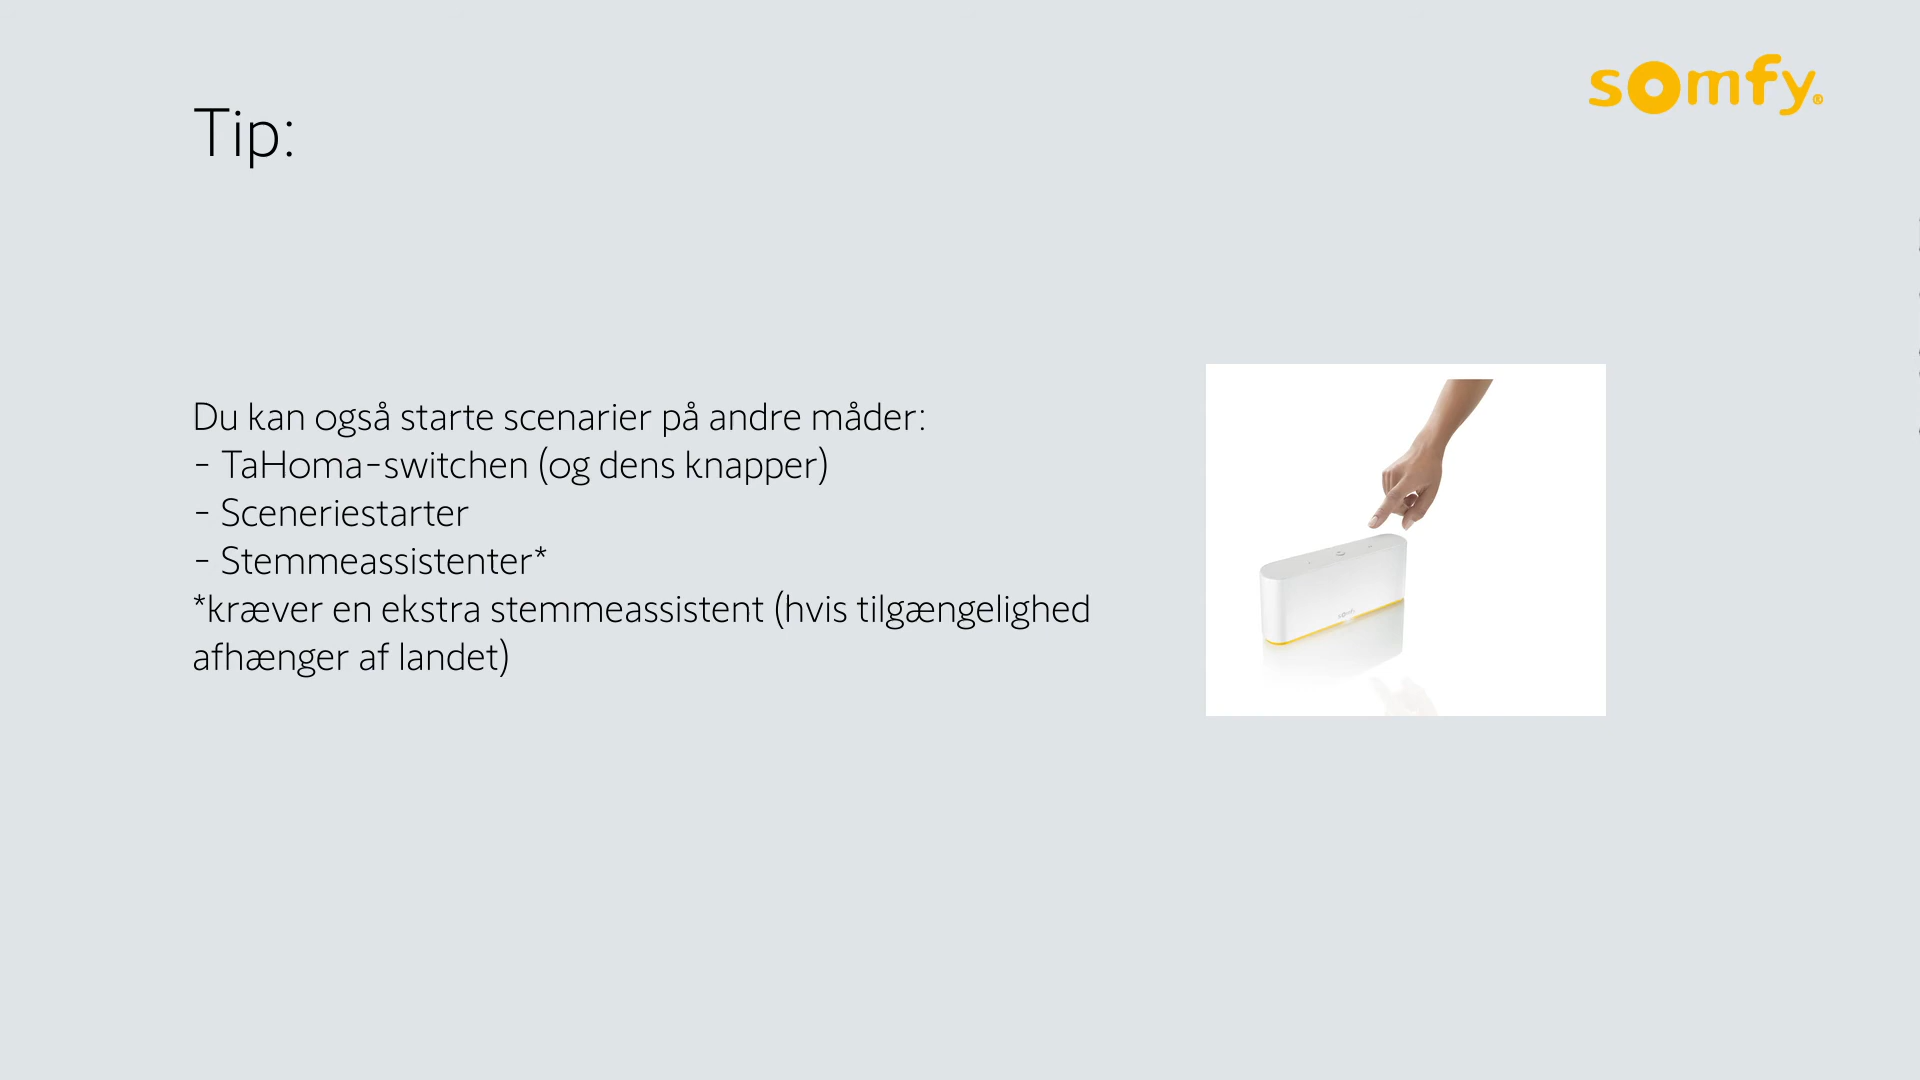 somfy®
Tip:
Du kan også starte scenarier på andre måder:
- TaHoma-switchen (og dens knapper)
- Sceneriestarter
- Stemmeassistenter*
*kræver en ekstra stemmeassistent (hvis tilgængelighed
afhænger af landet)
somfy